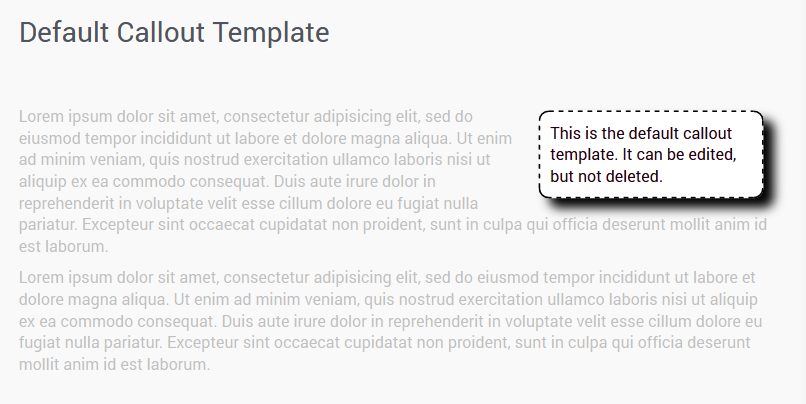 Default Callout Template
Lorem ipsum dolor sit amet, consectetur adipisicing elit, sed do
eiusmod tempor incididunt ut labore et dolore magna aliqua. Ut enim
ad minim veniam, quis nostrud exercitation ullamco laboris nisi ut
aliquip ex ea commodo consequat. Duis aute irure dolor in
reprehenderit in voluptate velit esse cillum dolore eu fugiat nulla
pariatur. Excepteur sint occaecat cupidatat non proident, sunt in culpa qui officia deserunt mollit anim id
est laborum.
This is the default callout
template. It can be edited,
but not deleted.
Lorem ipsum dolor sit amet, consectetur adipisicing elit, sed do eiusmod tempor incididunt ut labore et
dolore magna aliqua. Ut enim ad minim veniam, quis nostrud exercitation ullamco laboris nisi ut aliquip
ex ea commodo consequat. Duis aute irure dolor in reprehenderit in voluptate velit esse cillum dolore eu
fugiat nulla pariatur. Excepteur sint occaecat cupidatat non proident, sunt in culpa qui officia deserunt
mollit anim id est laborum.